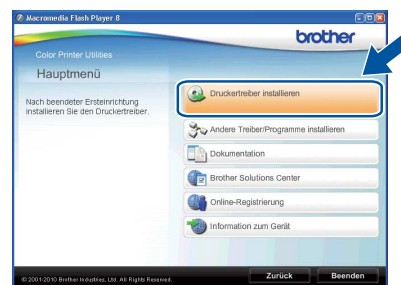 Macromedia Flash Player 8
brother
Color Printer Utilities
Hauptmenü
Nach beendeter Ersteinrichtung
installieren Sie den Druckertreiber.
Druckertreiber installieren
Andere Treiber/Programme installieren
Dokumentation
Brother Solutions Center
Online-Registrierung
Information zum Gerät
© 2001-2010 Brother Industries, Ltd. All Rights Reserved.
Zurück
Beenden